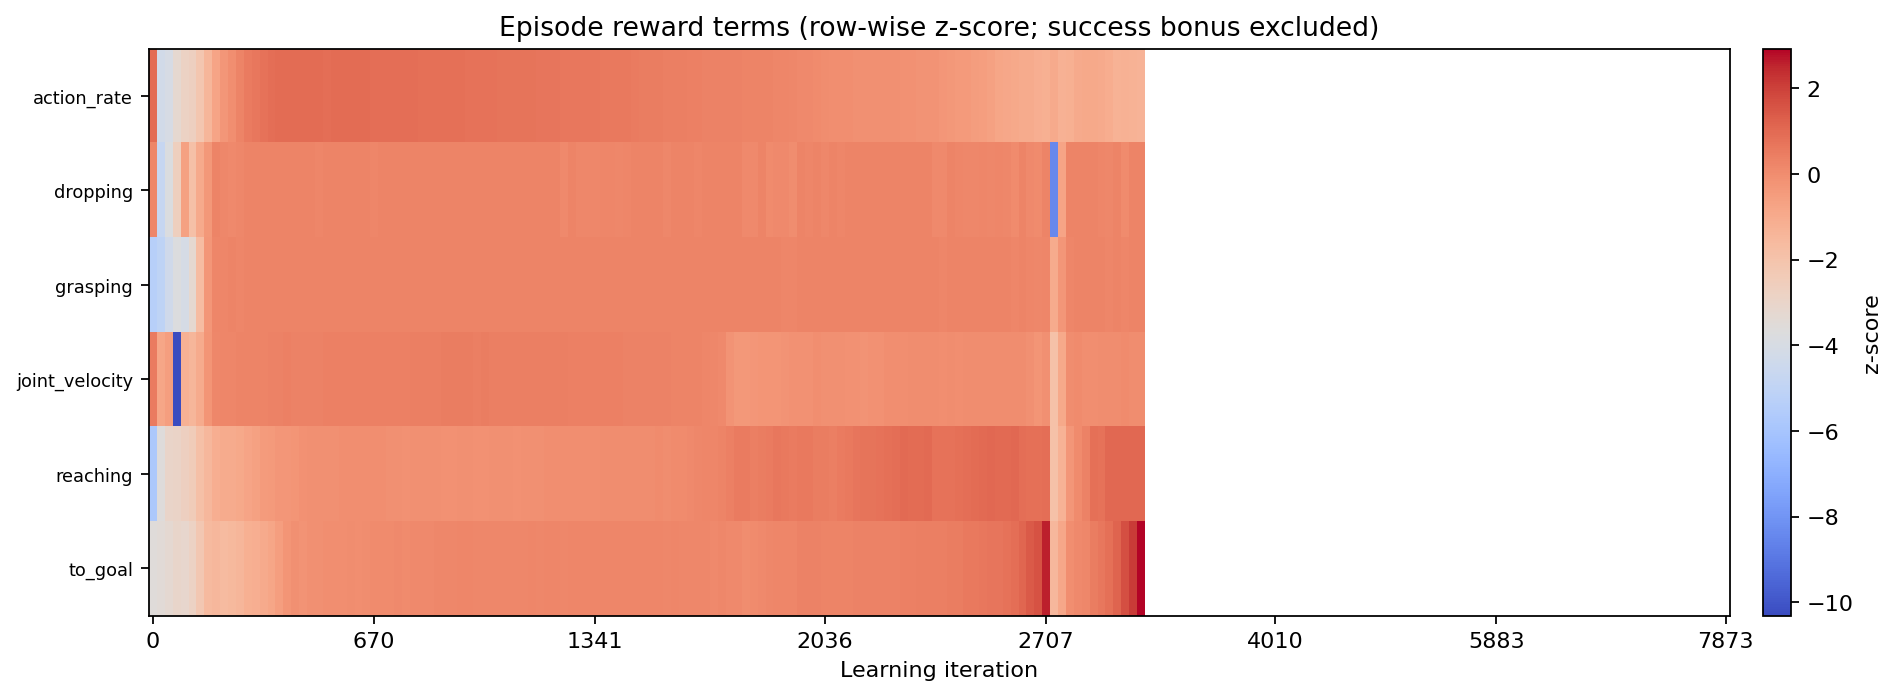 Episode reward terms (row-wise z-score; success bonus excluded)
action_rate
dropping
grasping
joint_velocity
reaching
to_goal
0 670 1341 2036 2707 4010 5883 7873
Learning iteration
2
0
−2
−4
−6
−8
−10
z-score